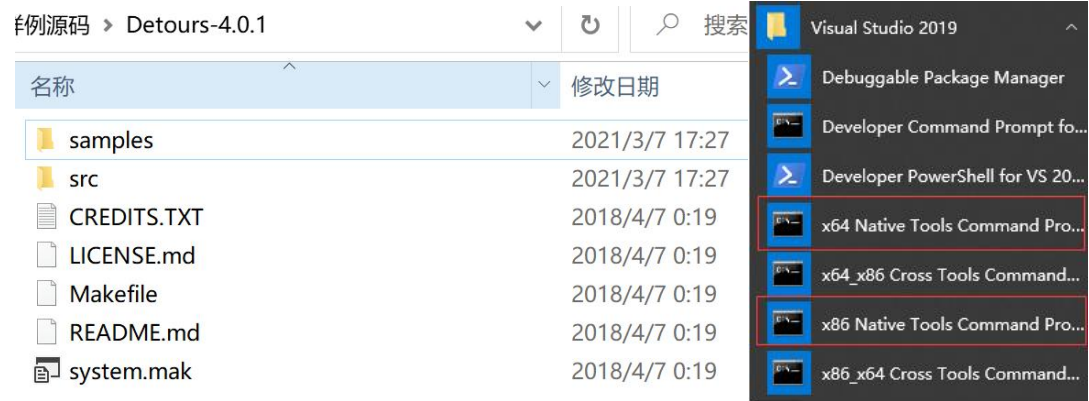 样例源码 > Detours-4.0.1
搜索
名称
修改日期
samples
2021/3/7 17:27
src
2021/3/7 17:27
CREDITS.TXT
2018/4/7 0:19
LICENSE.md
2018/4/7 0:19
Makefile
2018/4/7 0:19
README.md
2018/4/7 0:19
system.mak
2018/4/7 0:19
Visual Studio 2019
Debuggable Package Manager
Developer Command Prompt fo...
Developer PowerShell for VS 20...
x64 Native Tools Command Pro...
x64_x86 Cross Tools Command...
x86 Native Tools Command Pro...
x86_x64 Cross Tools Command...